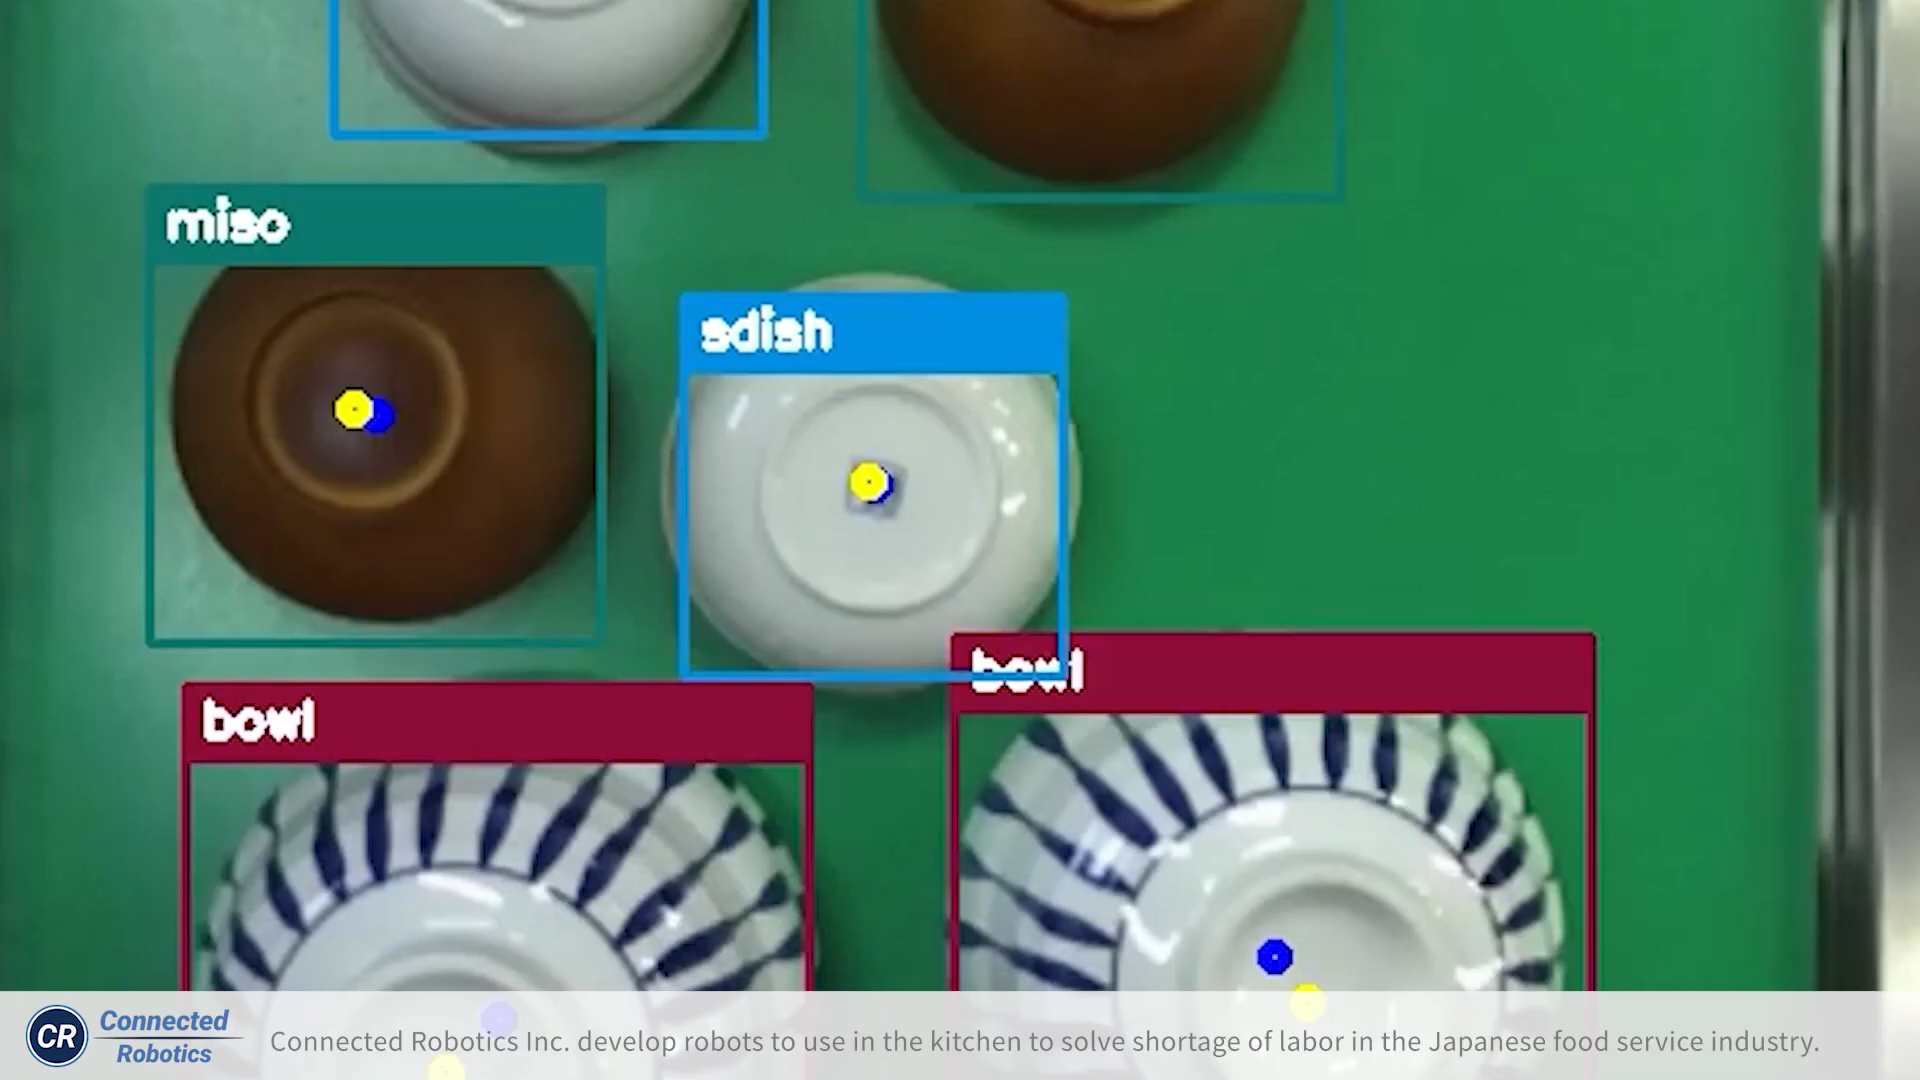 miso
sdish
bowl
bowl
CR Connected
Robotics
Connected Robotics Inc. develop robots to use in the kitchen to solve shortage of labor in the Japanese food service industry.